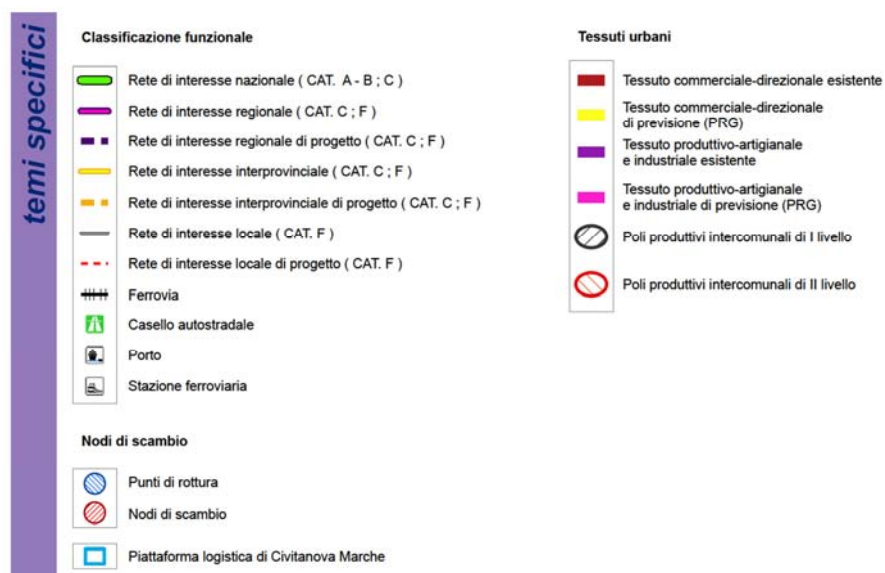 temi specifici
Classificazione funzionale
Rete di interesse nazionale ( CAT. A - B ; C )
Rete di interesse regionale ( CAT. C ; F )
Rete di interesse regionale di progetto ( CAT. C ; F )
Rete di interesse interprovinciale ( CAT. C ; F )
Rete di interesse interprovinciale di progetto ( CAT. C ; F )
Rete di interesse locale ( CAT. F )
Rete di interesse locale di progetto ( CAT. F )
Ferrovia
Casello autostradale
Porto
Stazione ferroviaria
Nodi di scambio
Punti di rottura
Nodi di scambio
Piattaforma logistica di Civitanova Marche
Tessuti urbani
Tessuto commerciale-direzionale esistente
Tessuto commerciale-direzionale
di previsione (PRG)
Tessuto produttivo-artigianale
e industriale esistente
Tessuto produttivo-artigianale
e industriale di previsione (PRG)
Poli produttivi intercomunali di I livello
Poli produttivi intercomunali di II livello